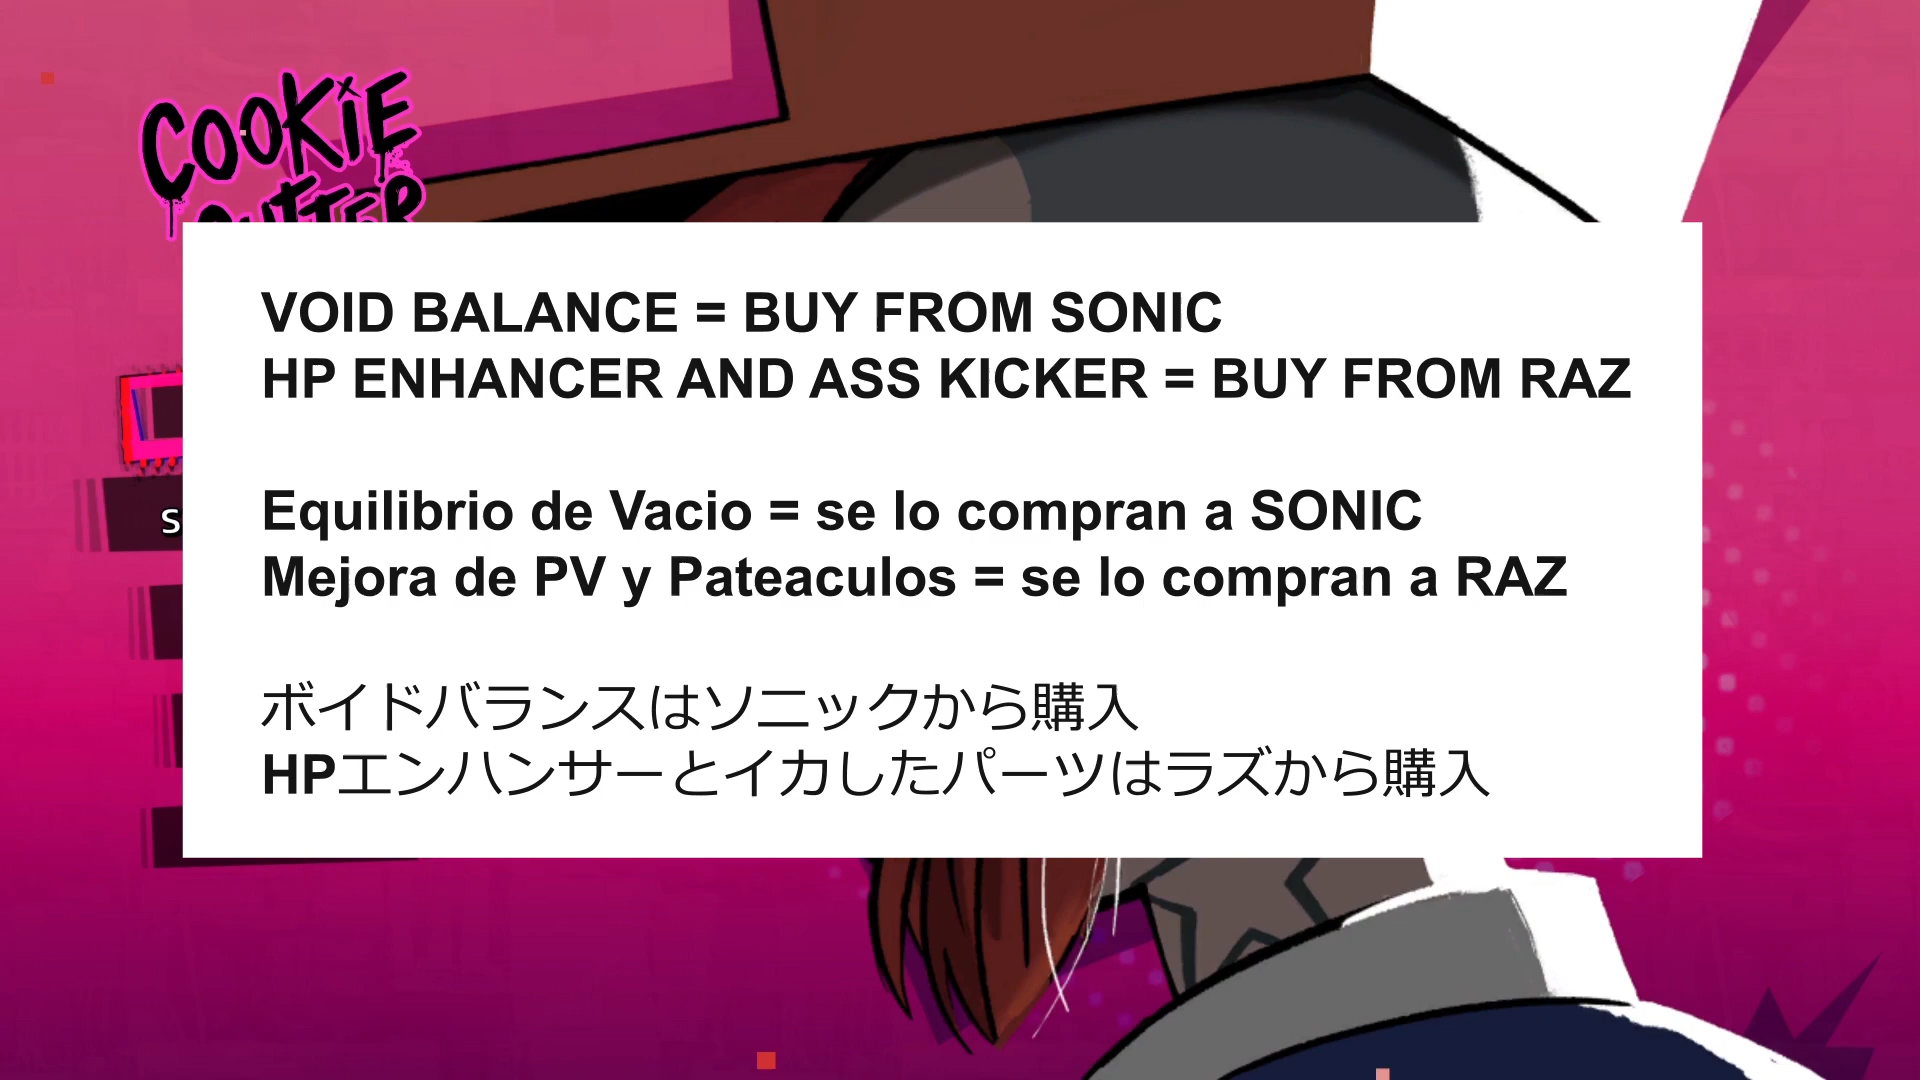 COOKIE
CUTTER
S
VOID BALANCE = BUY FROM SONIC
HP ENHANCER AND ASS KICKER = BUY FROM RAZ
Equilibrio de Vacio = se lo compran a SONIC
Mejora de PV y Pateaculos = se lo compran a RAZ
ボイドバランスはソニックから購入
HPエンハンサーとイカしたパーツはラズから購入